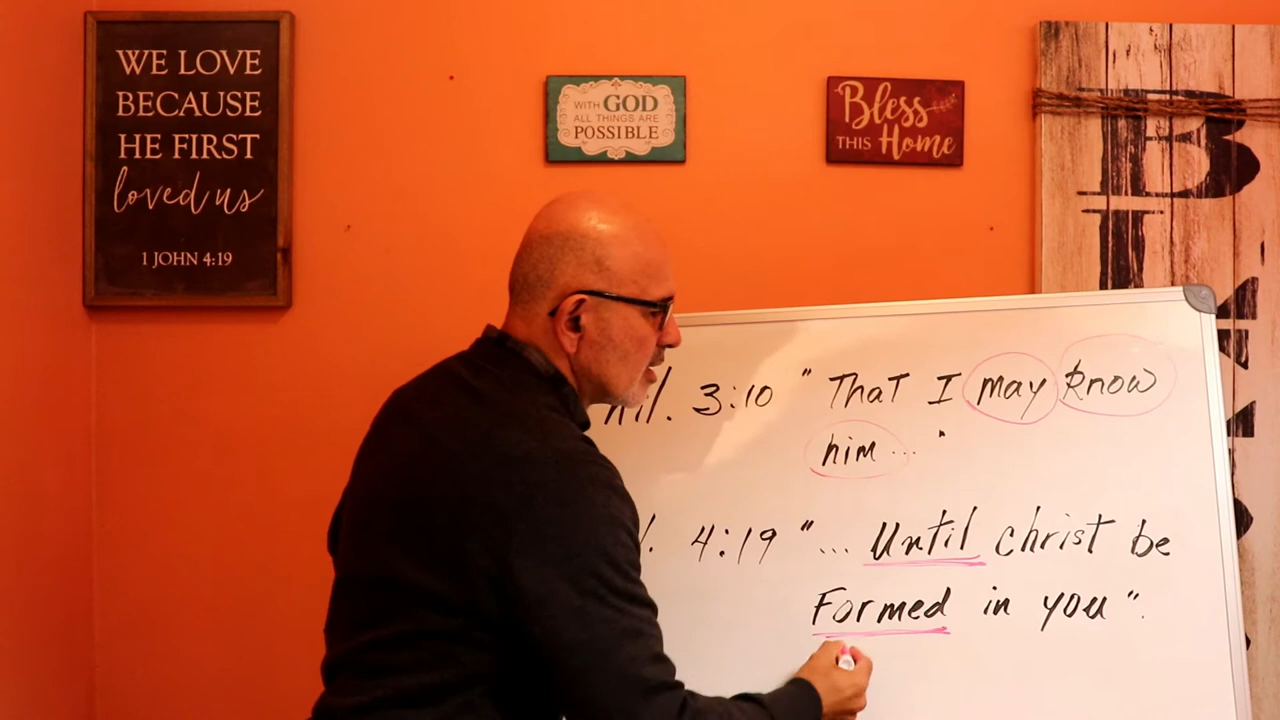 WE LOVE
BECAUSE
HE FIRST
loved us
1 JOHN 4:19
WITH GOD
ALL THINGS ARE
POSSIBLE
Bless
THIS Home
3:10 "That I may know
him..."
4:19 "... Until christ be
Formed in you".